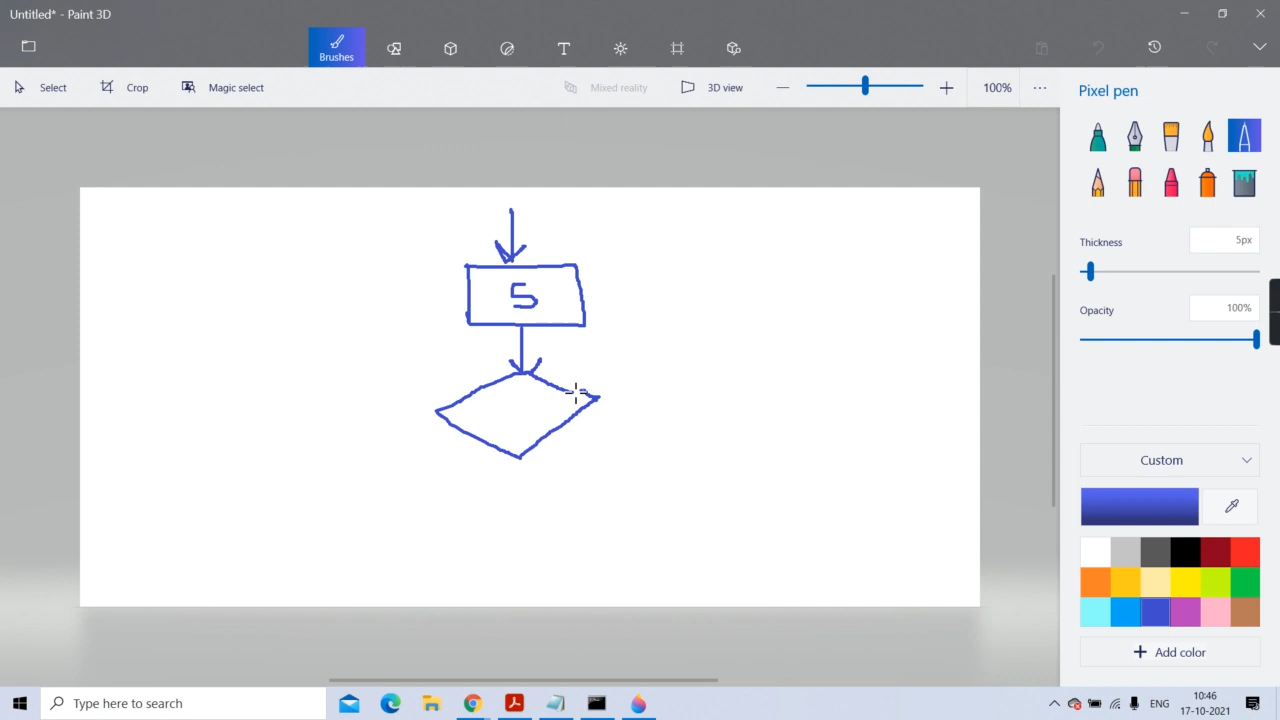 Untitled* - Paint 3D
Brushes
Select Crop Magic select Mixed reality 3D view 100%
Pixel pen
Thickness 5px
Opacity 100%
S
Custom
Add color
Type here to search
ENG
10:46
17-10-2021